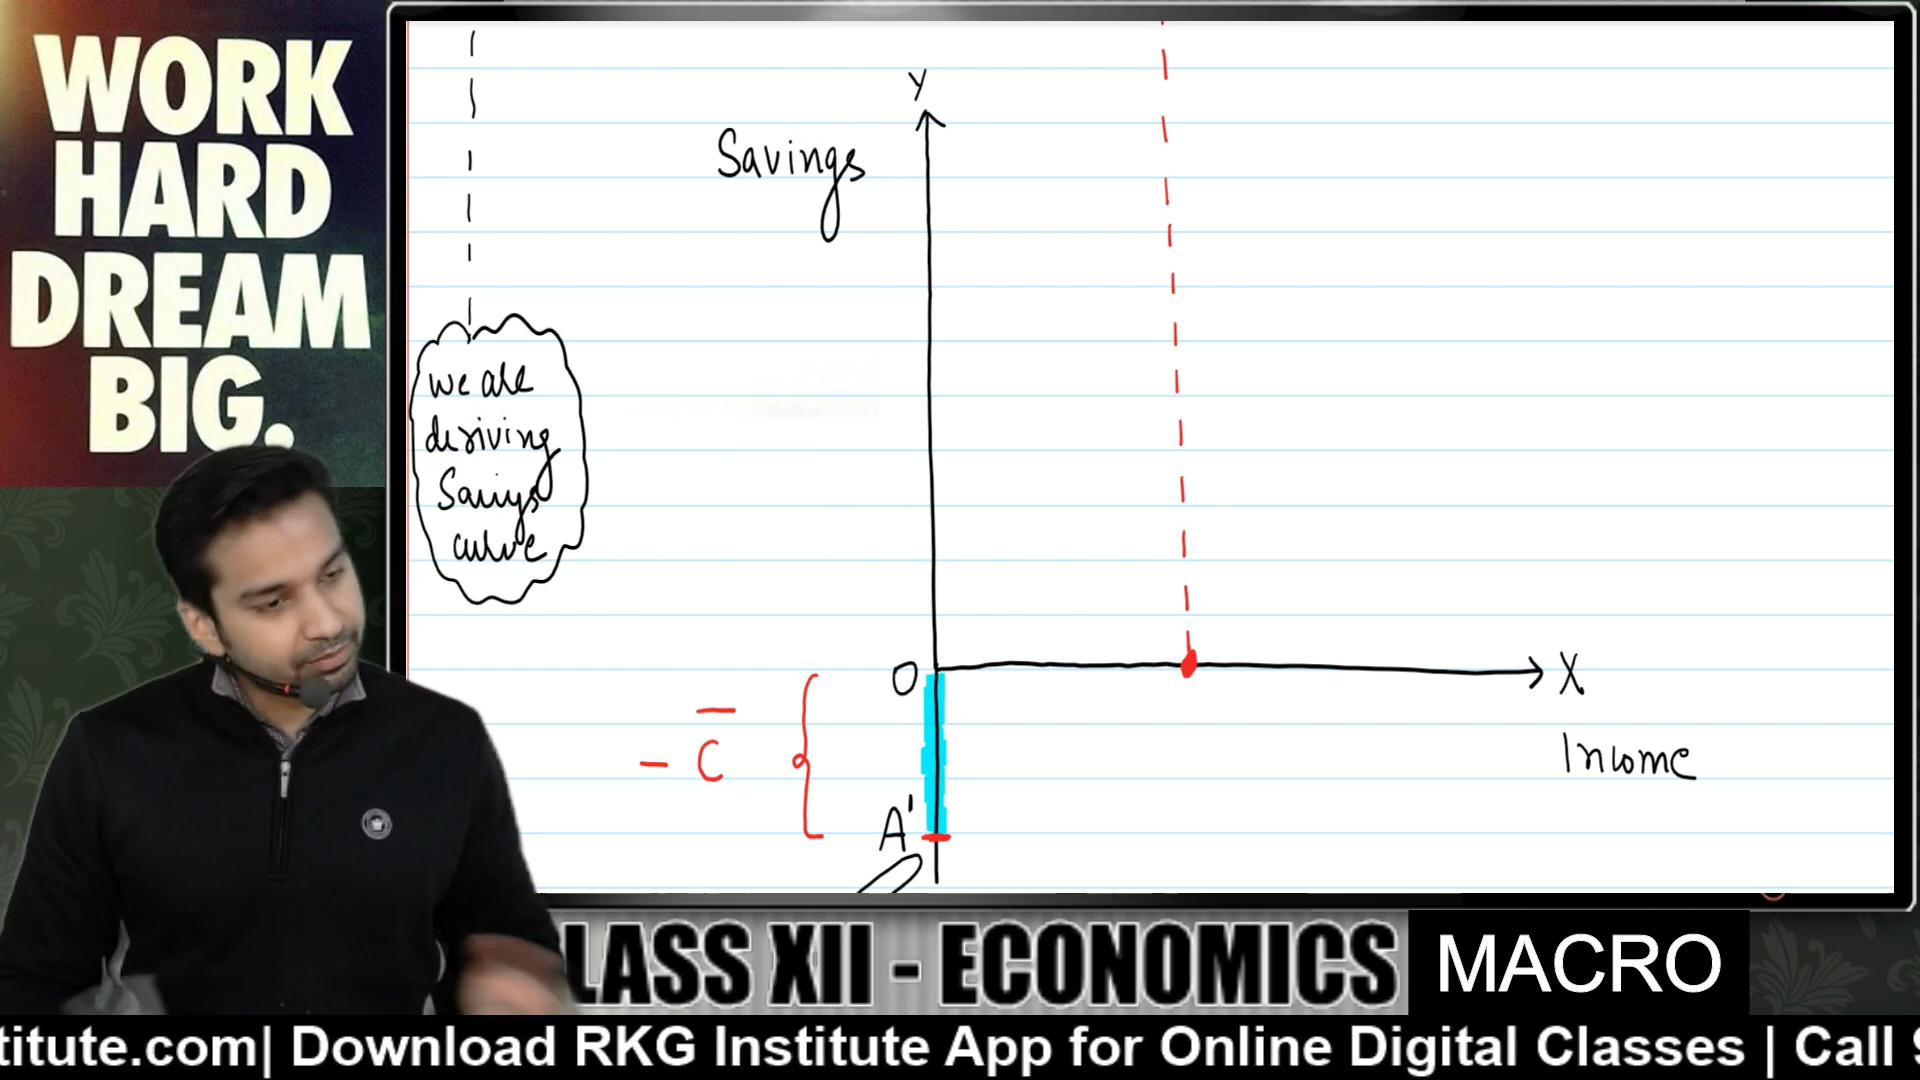 WORK
HARD
DREAM
BIG.
Y
Savings
we are
deriving
Savings
curve
O
X
Income
- C̅
A'
LASS XII - ECONOMICS
MACRO
titute.com| Download RKG Institute App for Online Digital Classes | Call 9